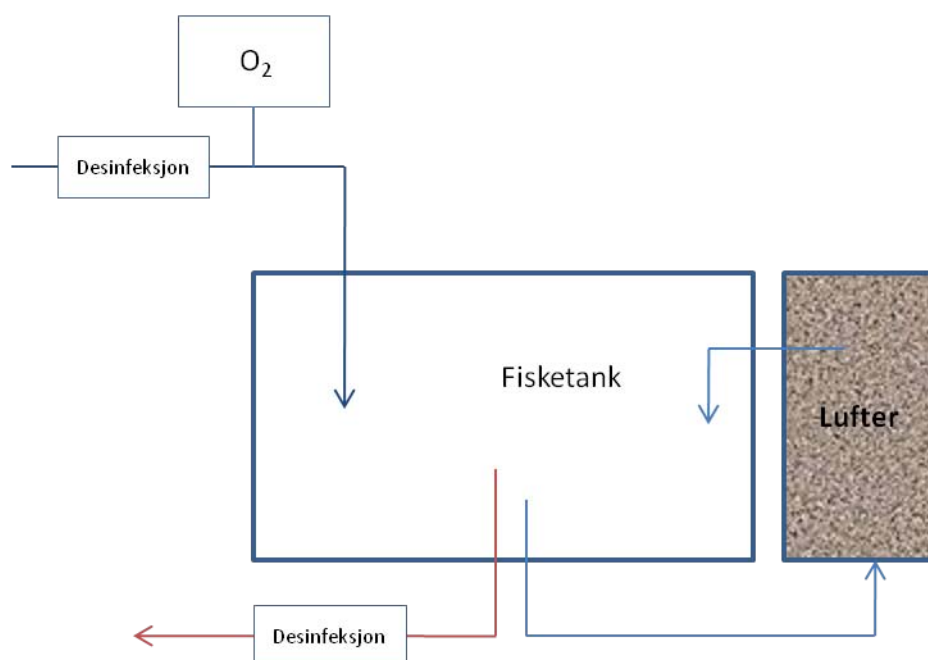 O₂
Desinfeksjon
Fisketank
Lufter
Desinfeksjon